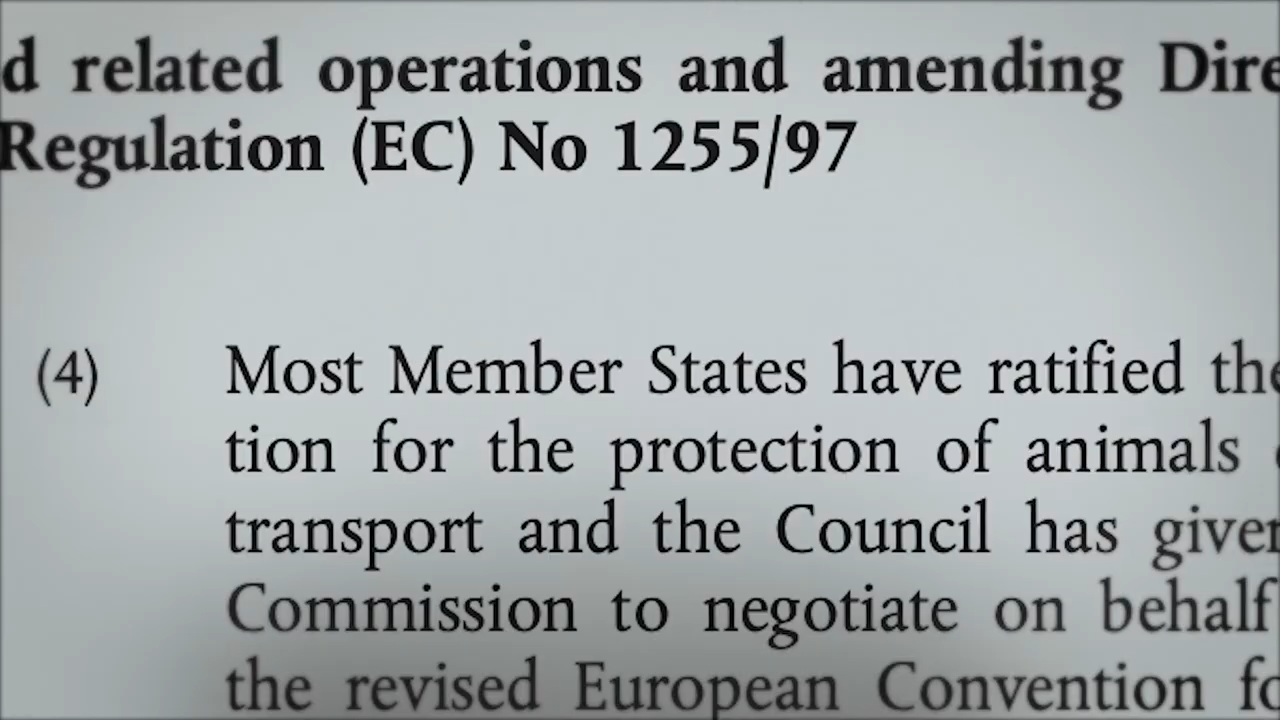 d related operations and amending Dire
Regulation (EC) No 1255/97
(4) Most Member States have ratified the
tion for the protection of animals
transport and the Council has given
Commission to negotiate on behalf
the revised European Convention fo